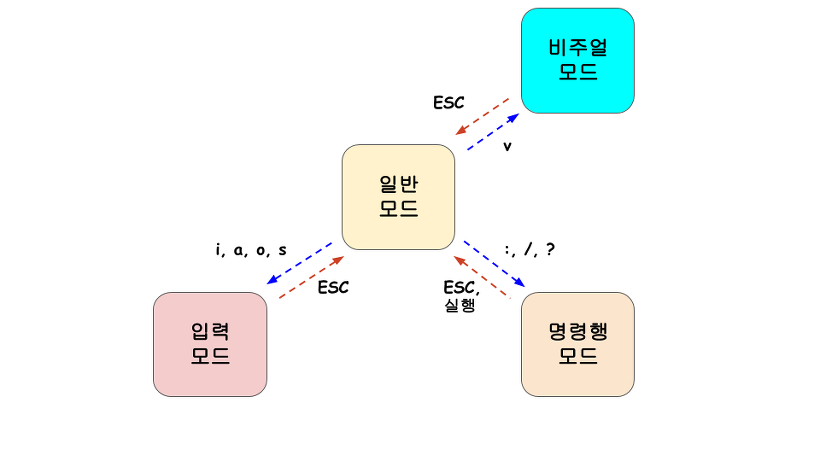 비주얼
모드
ESC
v
일반
모드
i, a, o, s
:, /, ?
ESC
ESC,
실행
입력
모드
명령행
모드